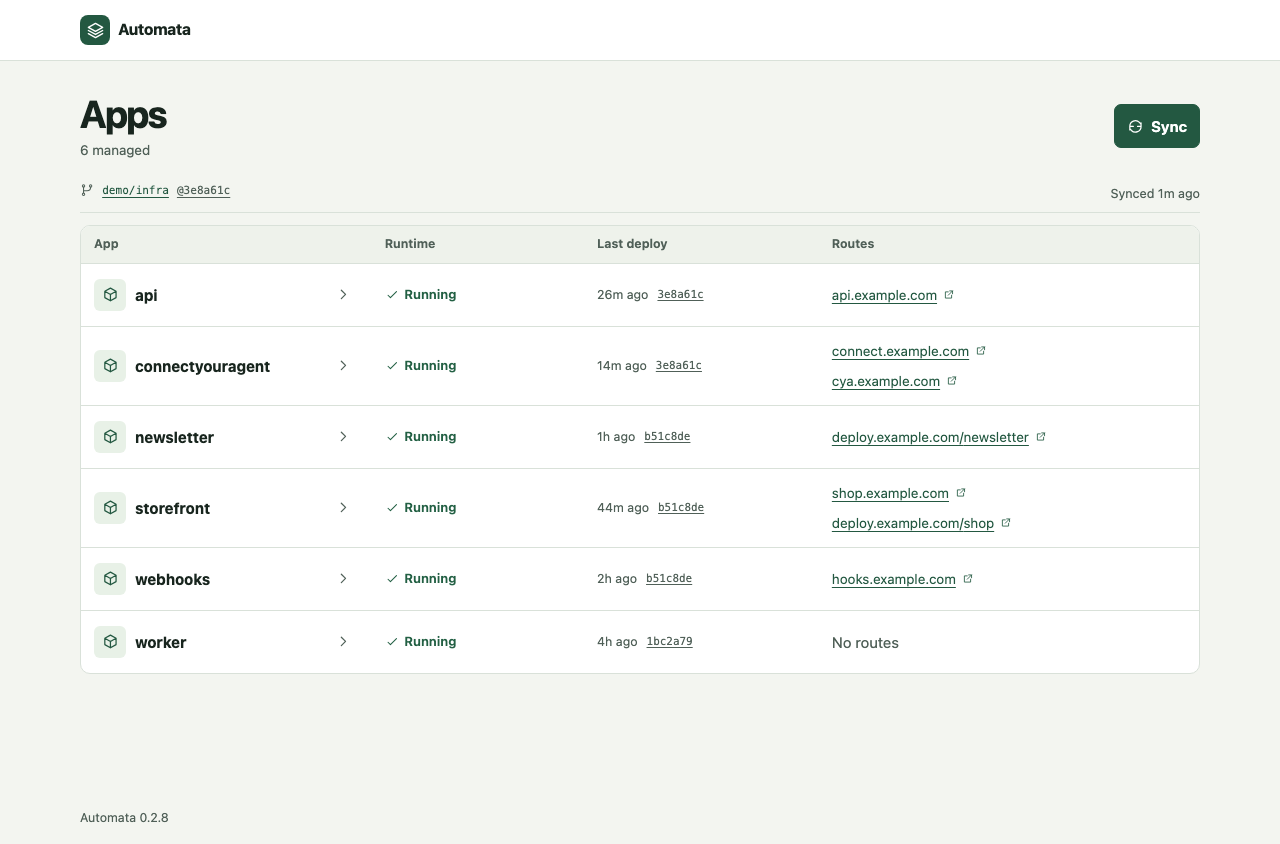 Automata
Apps
Sync
6 managed
demo/infra @3e8a61c
Synced 1m ago
App Runtime Last deploy Routes
api Running 26m ago 3e8a61c api.example.com
connectyouragent Running 14m ago 3e8a61c connect.example.com
cya.example.com
newsletter Running 1h ago b51c8de deploy.example.com/newsletter
storefront Running 44m ago b51c8de shop.example.com
deploy.example.com/shop
webhooks Running 2h ago b51c8de hooks.example.com
worker Running 4h ago 1bc2a79 No routes
Automata 0.2.8